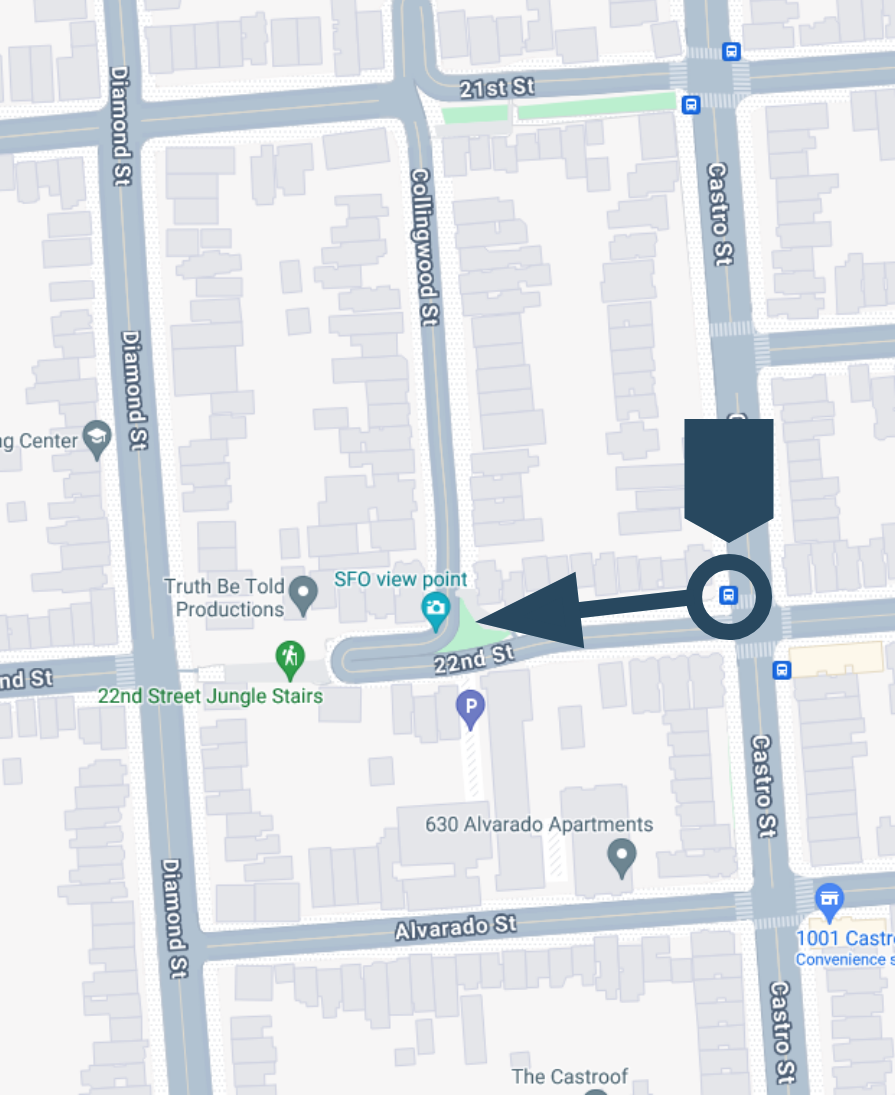 21st St
Diamond St
Collingwood St
Castro St
Diamond St
ng Center
SFO view point
Truth Be Told
Productions
22nd St
nd St
22nd Street Jungle Stairs
P
Castro St
630 Alvarado Apartments
Diamond St
Alvarado St
1001 Castr
Convenience s
Castro St
The Castroof